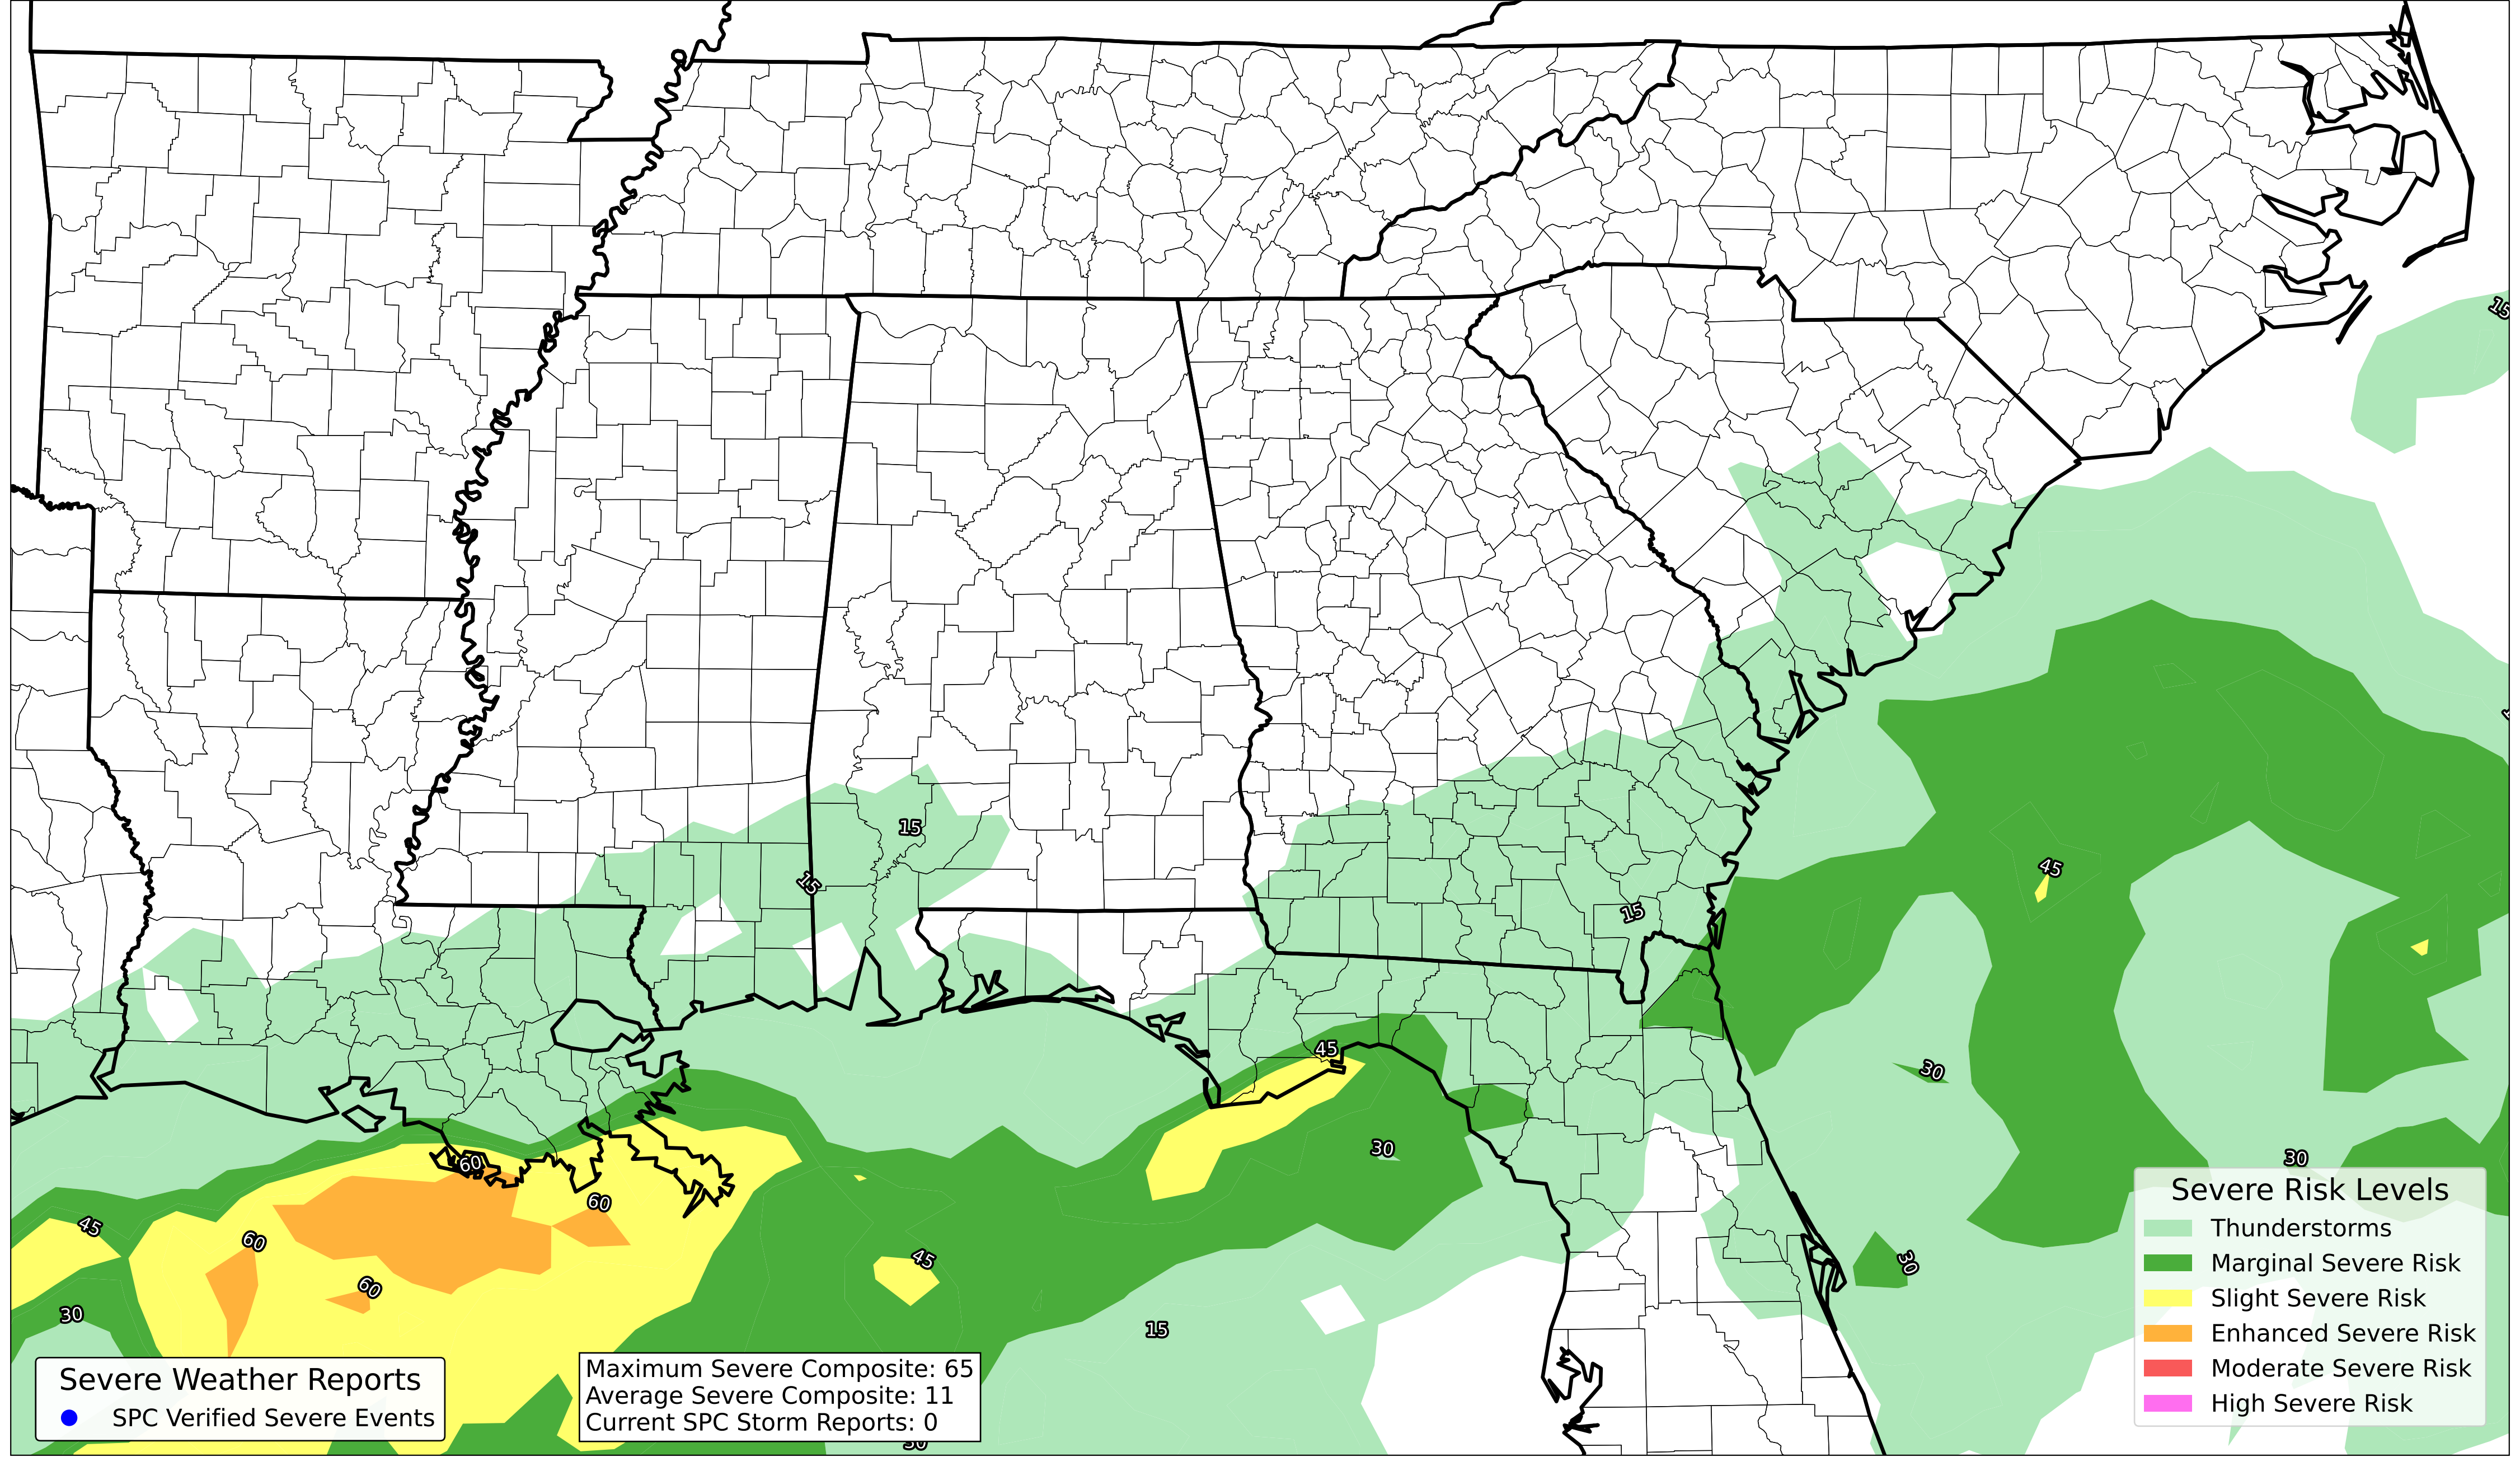 15
15
15
45
15
15
45
30
60
30
30
60
45
60
45
30
60
30
15
30
Severe Risk Levels
Thunderstorms
Marginal Severe Risk
Slight Severe Risk
Enhanced Severe Risk
Moderate Severe Risk
High Severe Risk
Severe Weather Reports
SPC Verified Severe Events
Maximum Severe Composite: 65
Average Severe Composite: 11
Current SPC Storm Reports: 0